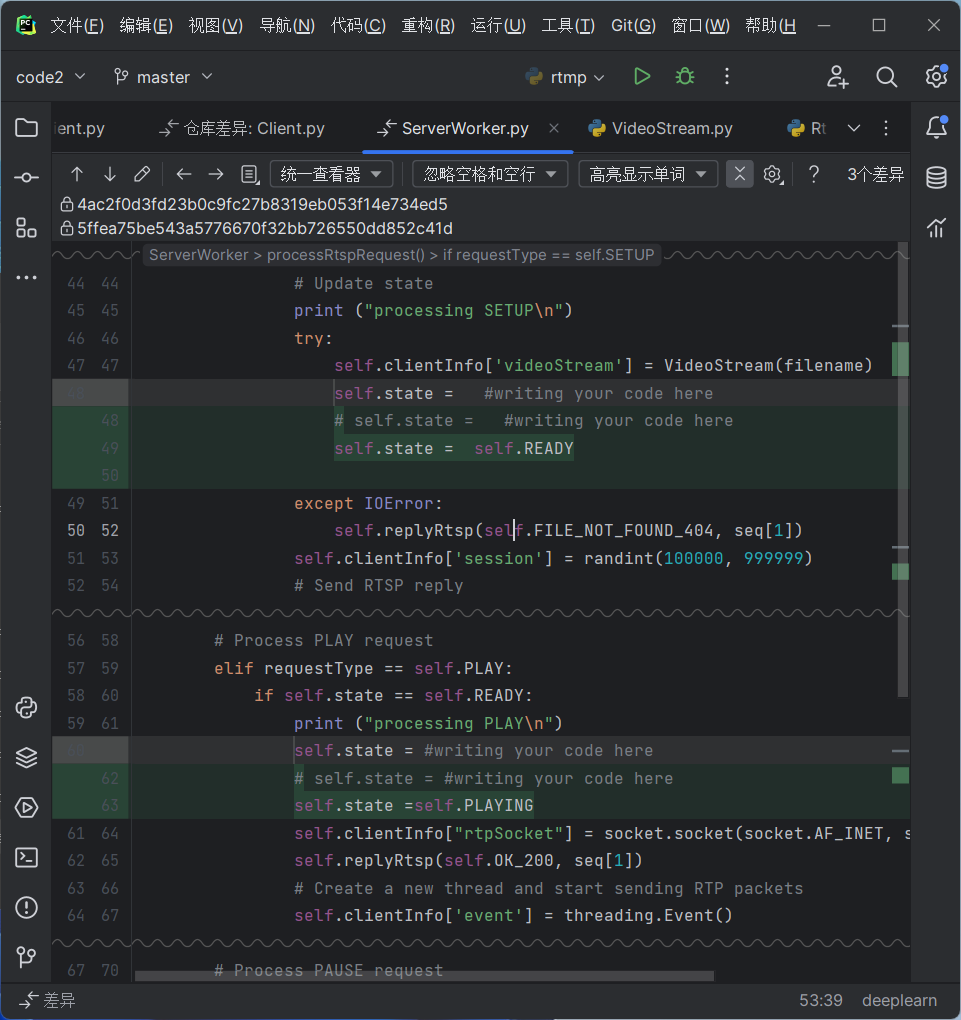 PC 文件(F) 编辑(E) 视图(V) 导航(N) 代码(C) 重构(R) 运行(U) 工具(T) Git(G) 窗口(W) 帮助(H
code2 master rtmp
ient.py 仓库差异: Client.py ServerWorker.py VideoStream.py Rt
统一查看器 忽略空格和空行 高亮显示单词 ? 3个差异
4ac2f0d3fd23b0c9fc27b8319eb053f14e734ed5
5ffea75be543a5776670f32bb726550dd852c41d
ServerWorker > processRtspRequest() > if requestType == self.SETUP
44 44 # Update state
45 45 print ("processing SETUP\n")
46 46 try:
47 47 self.clientInfo['videoStream'] = VideoStream(filename)
48 self.state =   #writing your code here
48 # self.state =   #writing your code here
49 self.state =  self.READY
50
49 51 except IOError:
50 52 self.replyRtsp(self.FILE_NOT_FOUND_404, seq[1])
51 53 self.clientInfo['session'] = randint(100000, 999999)
52 54 # Send RTSP reply
56 58 # Process PLAY request
57 59 elif requestType == self.PLAY:
58 60 if self.state == self.READY:
59 61 print ("processing PLAY\n")
60 self.state = #writing your code here
62 # self.state = #writing your code here
63 self.state =self.PLAYING
61 64 self.clientInfo["rtpSocket"] = socket.socket(socket.AF_INET, s
62 65 self.replyRtsp(self.OK_200, seq[1])
63 66 # Create a new thread and start sending RTP packets
64 67 self.clientInfo['event'] = threading.Event()
67 70 # Process PAUSE request
差异 53:39 deeplearn